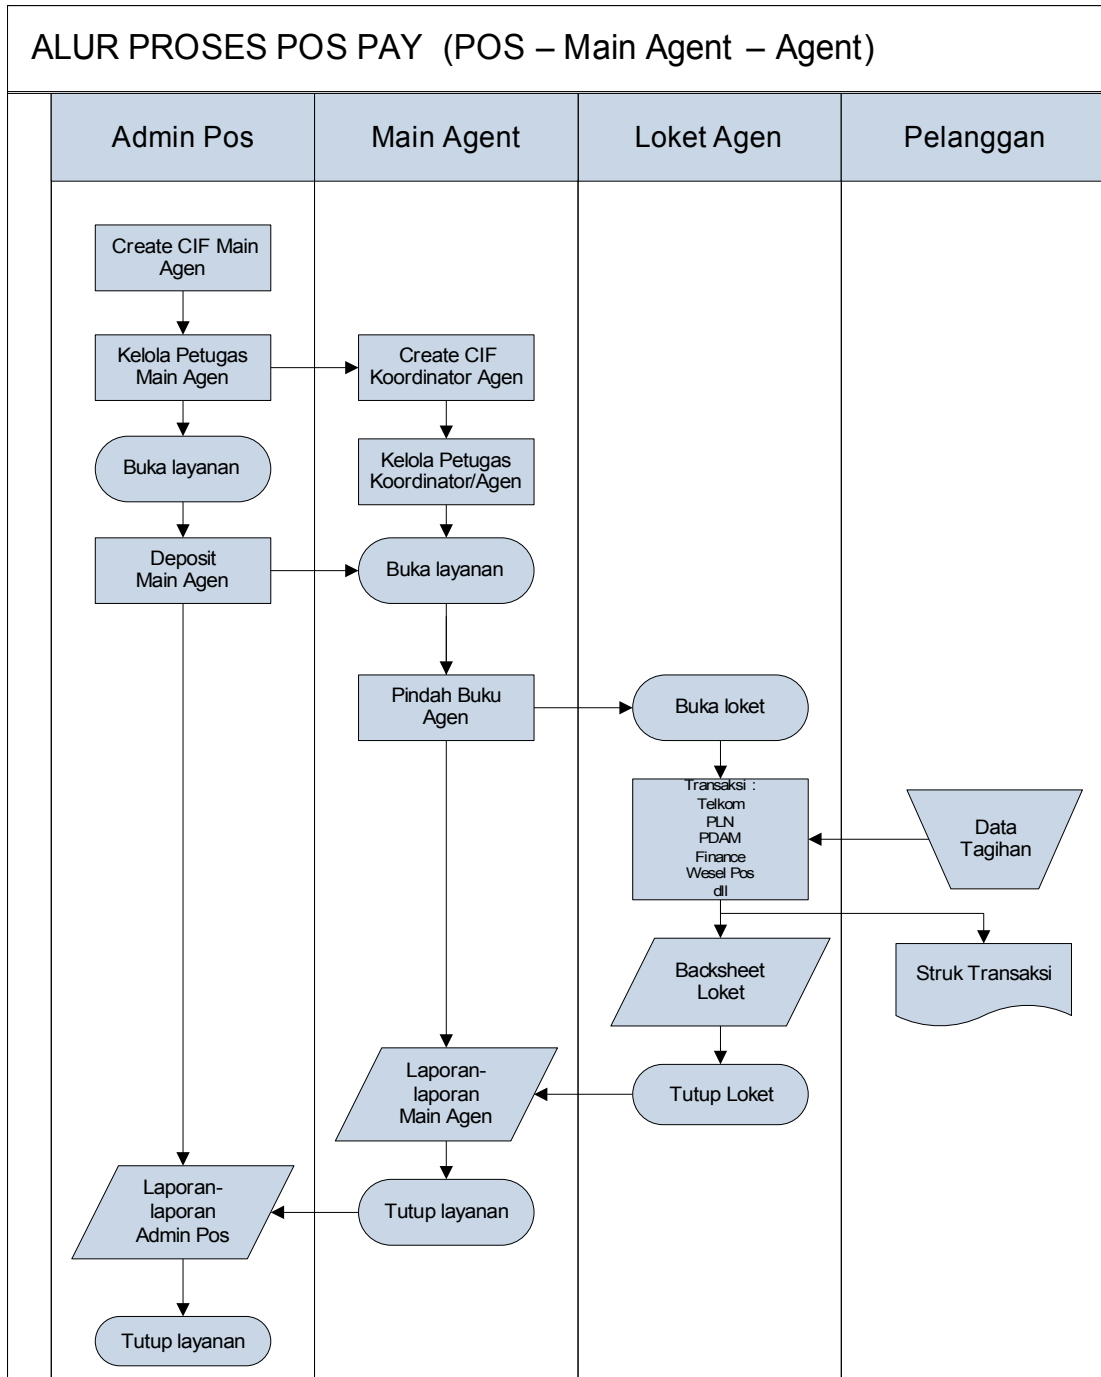 ALUR PROSES POS PAY (POS – Main Agent – Agent)
Admin Pos
Main Agent
Loket Agen
Pelanggan
Create CIF Main
Agen
Kelola Petugas
Main Agen
Create CIF
Koordinator Agen
Buka layanan
Kelola Petugas
Koordinator/Agen
Deposit
Main Agen
Buka layanan
Pindah Buku
Agen
Buka loket
Transaksi :
Telkom
PLN
PDAM
Finance
Wesel Pos
dll
Data
Tagihan
Backsheet
Loket
Struk Transaksi
Laporan-
laporan
Main Agen
Tutup Loket
Laporan-
laporan
Admin Pos
Tutup layanan
Tutup layanan